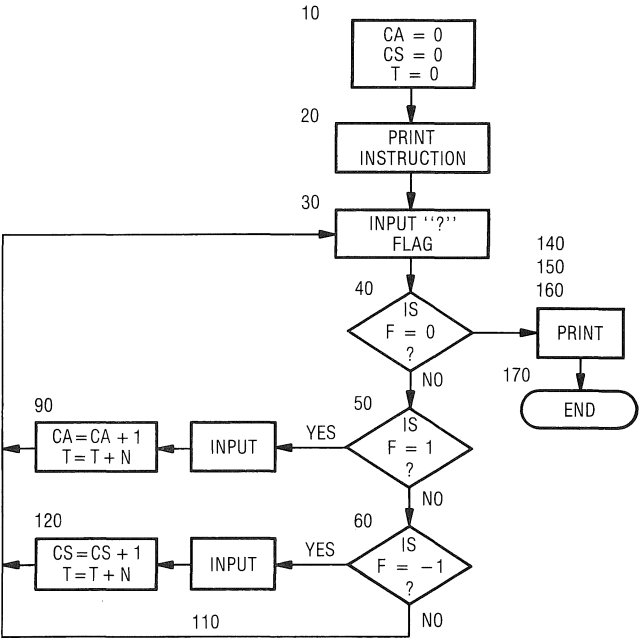 10
CA = 0
CS = 0
T = 0
20
PRINT
INSTRUCTION
30
INPUT ‘‘?’’
FLAG
40
IS
F = 0
?
NO
140
150
160
PRINT
170
END
50
IS
F = 1
?
YES
NO
INPUT
90
CA=CA + 1
T=T+N
60
IS
F = −1
?
YES
NO
INPUT
120
CS=CS + 1
T=T+N
110